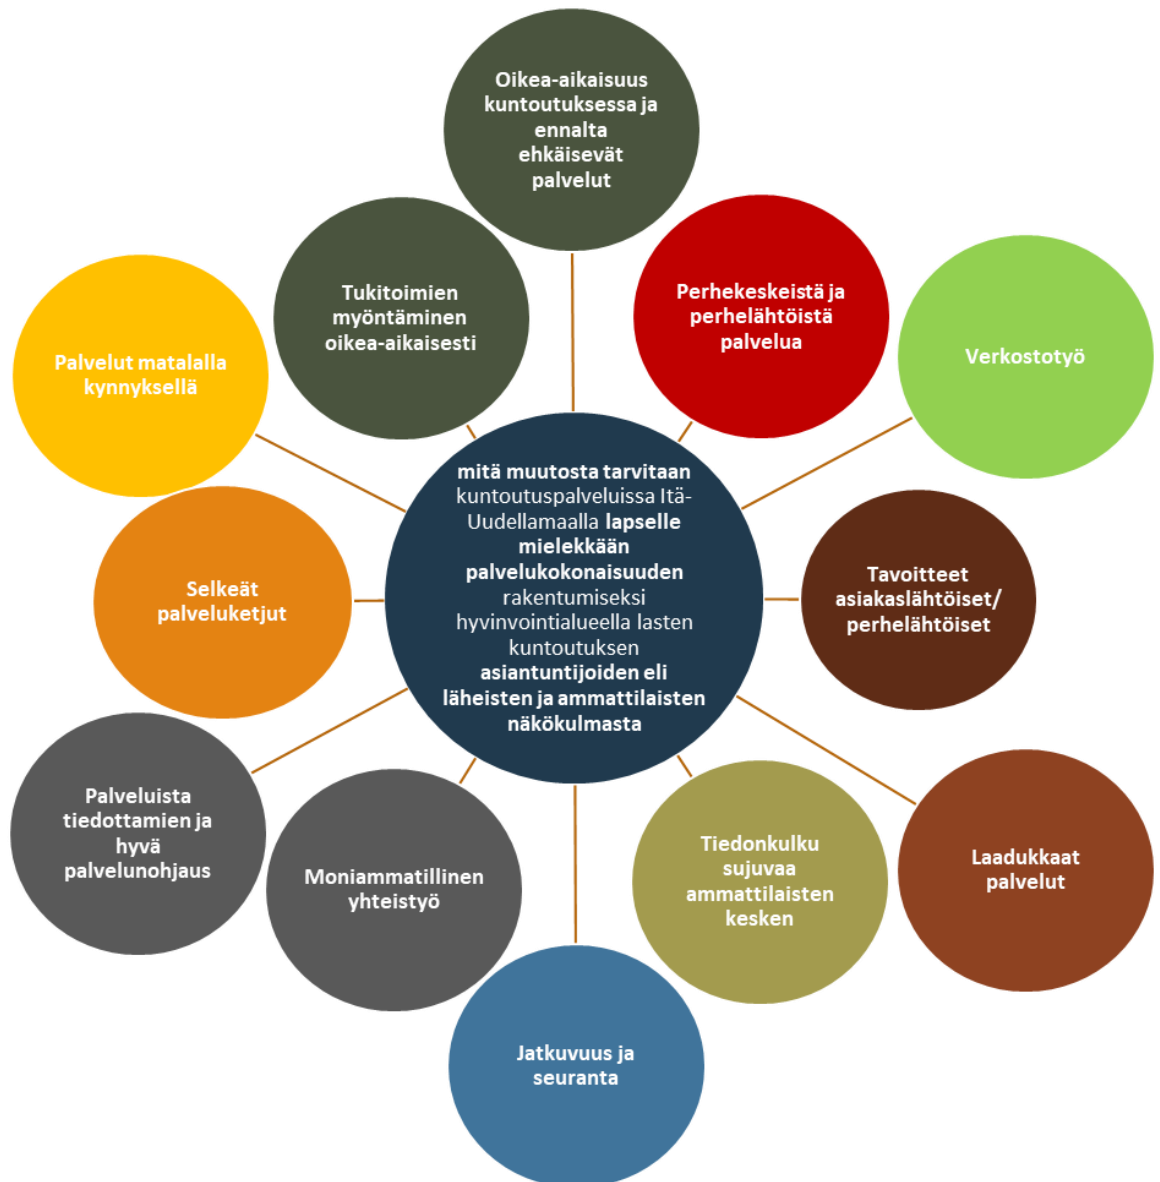 Oikea-aikaisuus
kuntoutuksessa ja
ennalta
ehkäisevät
palvelut
Perhekeskeistä ja
perhelähtöistä
palvelua
Verkostotyö
Tavoitteet
asiakaslähtöiset/
perhelähtöiset
Laadukkaat
palvelut
Tiedonkulku
sujuvaa
ammattilaisten
kesken
Jatkuvuus ja
seuranta
Moniammatillinen
yhteistyö
Palveluista
tiedottamien ja
hyvä
palvelunohjaus
Selkeät
palveluketjut
Palvelut matalalla
kynnyksellä
Tukitoimien
myöntäminen
oikea-aikaisesti
mitä muutosta tarvitaan
kuntoutuspalveluissa Itä-
Uudellamaalla lapselle
mielekkään
palvelukokonaisuuden
rakentumiseksi
hyvinvointialueella lasten
kuntoutuksen
asiantuntijoiden eli
läheisten ja ammattilaisten
näkökulmasta